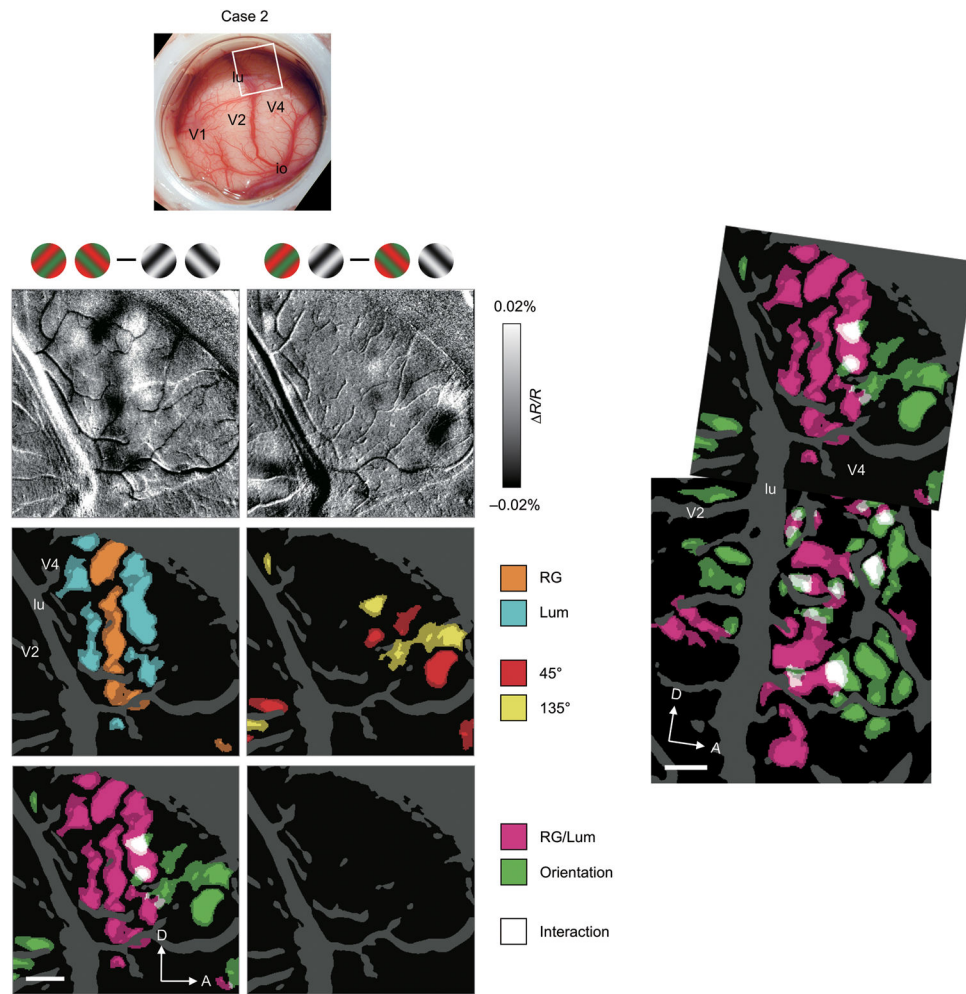 Case 2
lu
V4
V2
V1
io
0.02%
ΔR/R
–0.02%
V4
lu
V2
RG
Lum
45°
135°
D
A
RG/Lum
Orientation
Interaction
V4
lu
V2
D
A